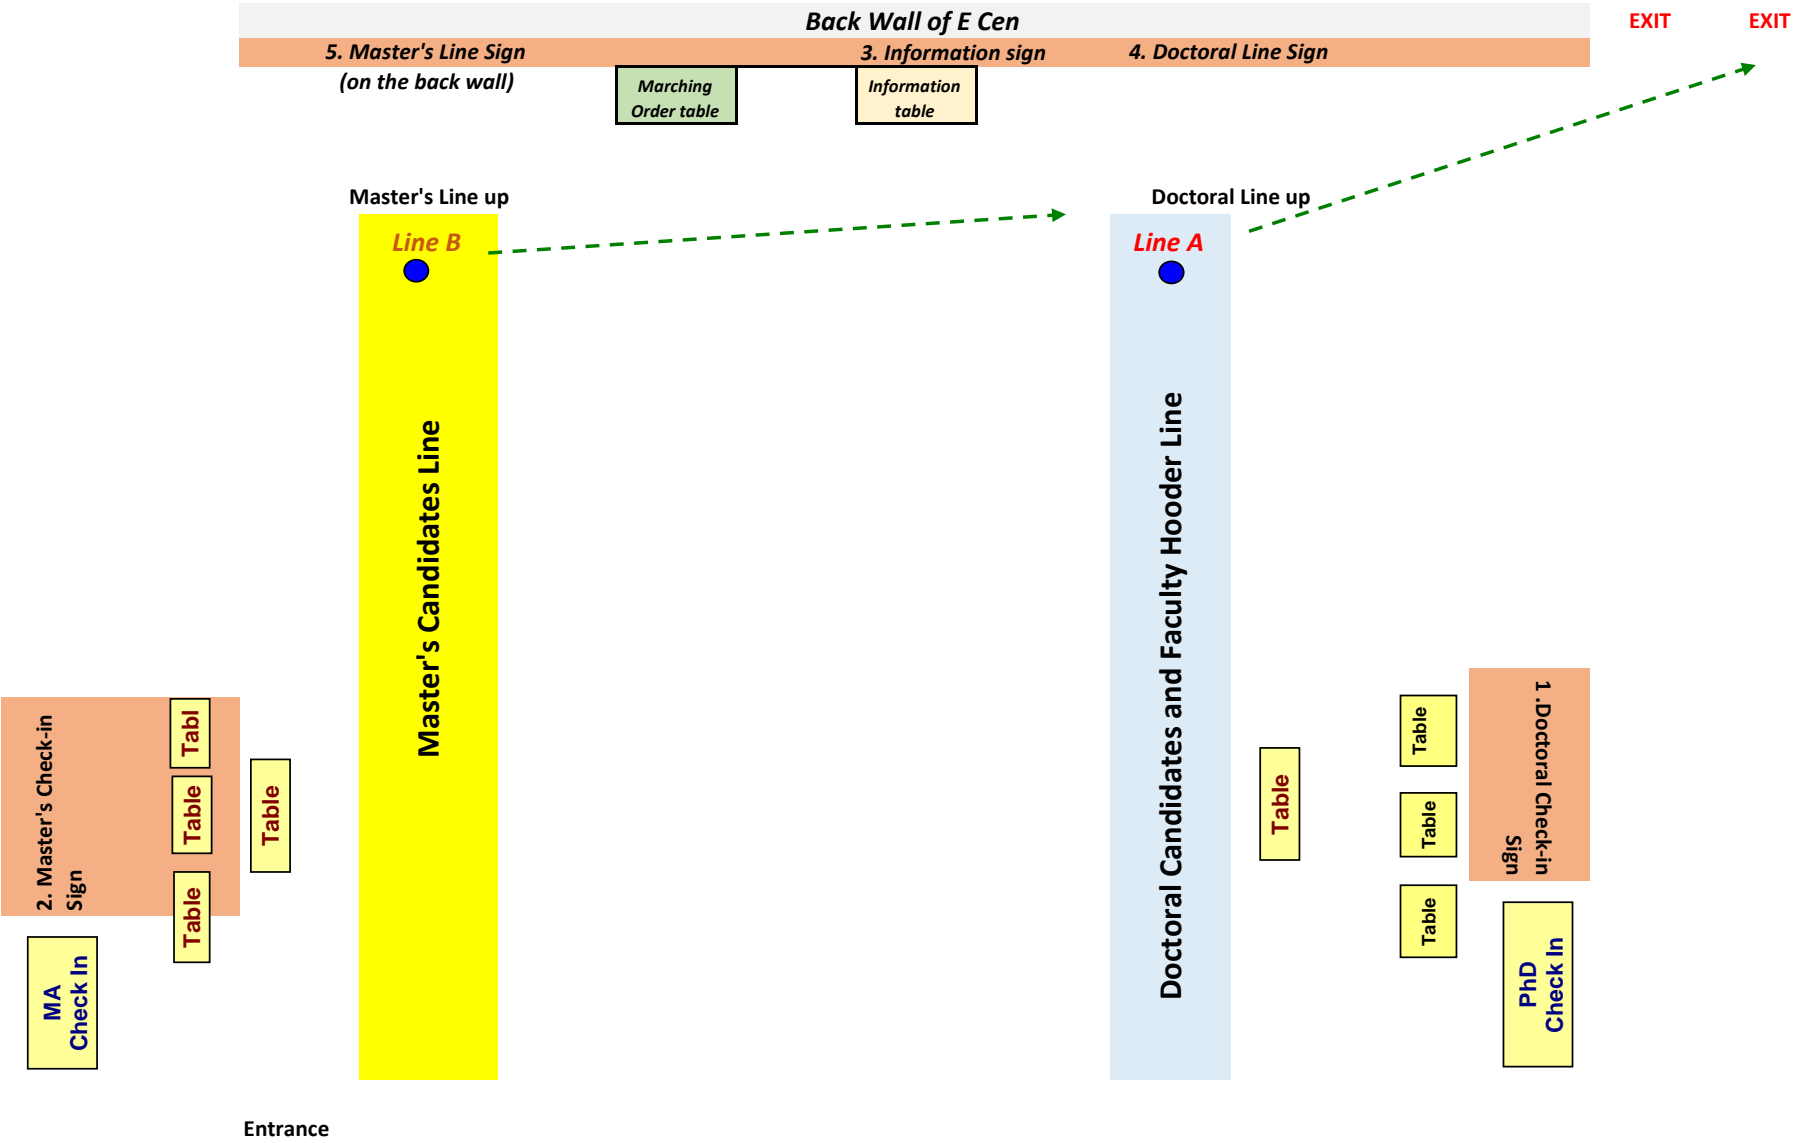 Back Wall of E Cen
EXIT
EXIT
5. Master's Line Sign
3. Information sign
4. Doctoral Line Sign
(on the back wall)
Marching
Order table
Information
table
Master's Line up
Doctoral Line up
Line B
Line A
Master's Candidates Line
Doctoral Candidates and Faculty Hooder Line
2. Master's Check-in
Sign
Tabl
Table
Table
Table
Table
Table
Table
Table
1 .Doctoral Check-in
Sign
MA
Check In
PhD
Check In
Entrance